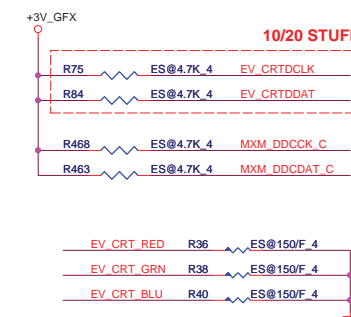 +3V_GFX
10/20 STUF
R75 ES@4.7K_4 EV_CRTDCLK
R84 ES@4.7K_4 EV_CRTDDAT
R468 ES@4.7K_4 MXM_DDCCK_C
R463 ES@4.7K_4 MXM_DDCDAT_C
EV_CRT_RED R36 ES@150/F_4
EV_CRT_GRN R38 ES@150/F_4
EV_CRT_BLU R40 ES@150/F_4